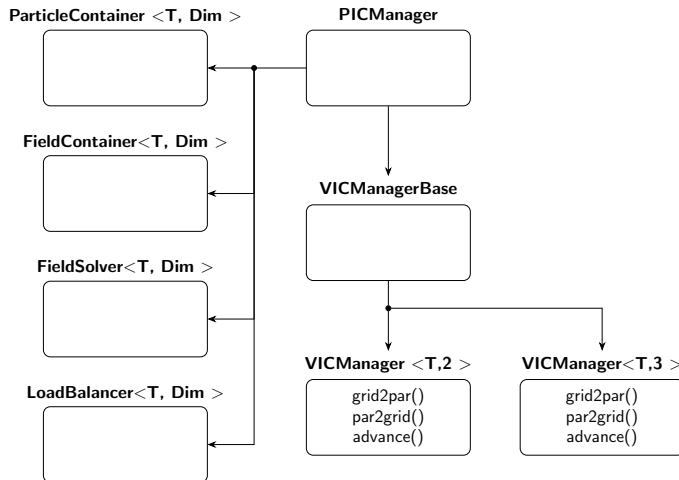 ParticleContainer <T, Dim >
PICManager
FieldContainer<T, Dim >
VICManagerBase
FieldSolver<T, Dim >
VICManager <T,2 >
VICManager<T,3 >
grid2par()
par2grid()
advance()
grid2par()
par2grid()
advance()
LoadBalancer<T, Dim >